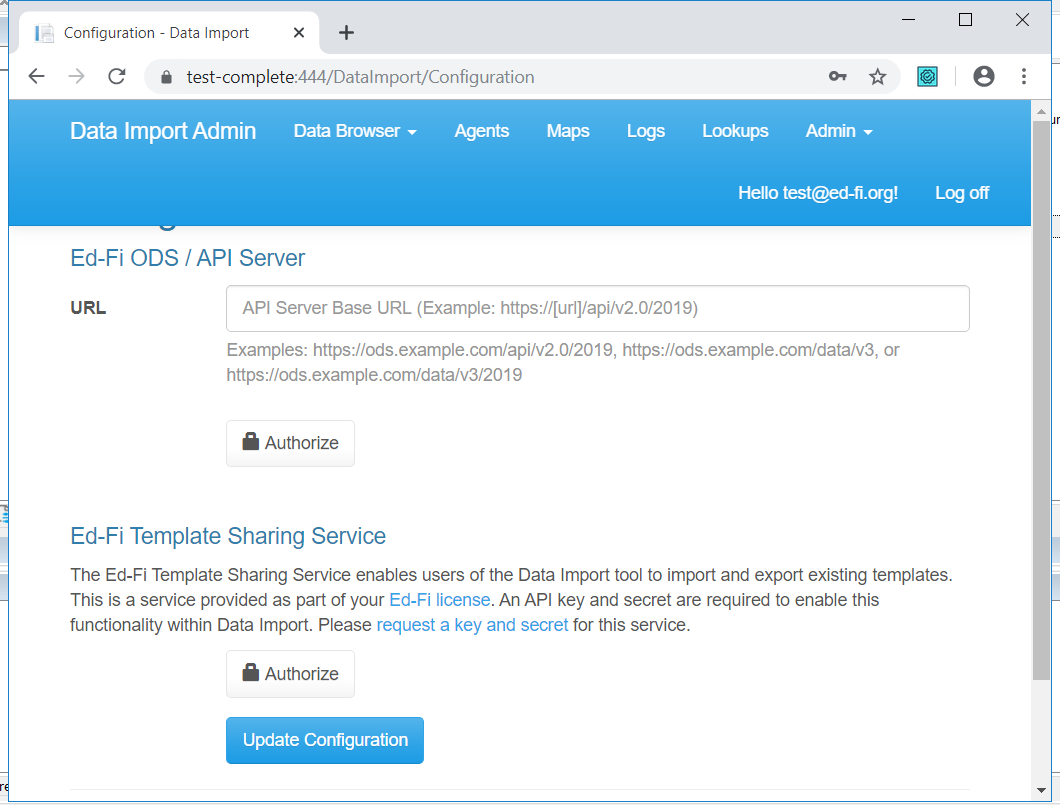 Configuration - Data Import
test-complete:444/DataImport/Configuration
Data Import Admin Data Browser Agents Maps Logs Lookups Admin
Hello test@ed-fi.org! Log off
Ed-Fi ODS / API Server
URL API Server Base URL (Example: https://[url]/api/v2.0/2019)
Examples: https://ods.example.com/api/v2.0/2019, https://ods.example.com/data/v3, or
https://ods.example.com/data/v3/2019
Authorize
Ed-Fi Template Sharing Service
The Ed-Fi Template Sharing Service enables users of the Data Import tool to import and export existing templates.
This is a service provided as part of your Ed-Fi license. An API key and secret are required to enable this
functionality within Data Import. Please request a key and secret for this service.
Authorize
Update Configuration